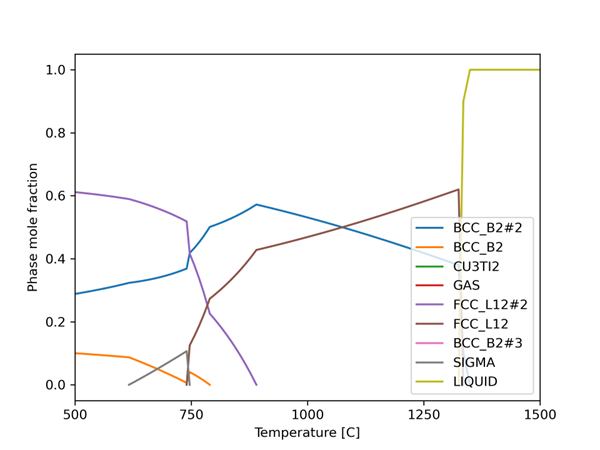 1.0
0.8
0.6
0.4
0.2
0.0
Phase mole fraction
BCC_B2#2
BCC_B2
CU3TI2
GAS
FCC_L12#2
FCC_L12
BCC_B2#3
SIGMA
LIQUID
500 750 1000 1250 1500
Temperature [C]